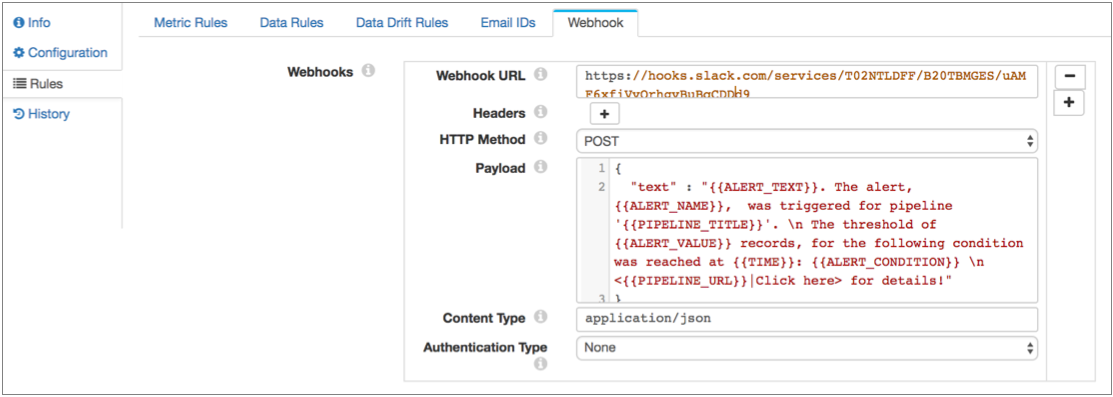 Info
Configuration
Rules
History
Metric Rules Data Rules Data Drift Rules Email IDs Webhook
Webhooks
Webhook URL
https://hooks.slack.com/services/T02NTLDFF/B20TBMGES/uAM
Headers
+
HTTP Method
POST
Payload
1 {
2 "text" : "{{ALERT_TEXT}}. The alert,
{{ALERT_NAME}},  was triggered for pipeline
'{{PIPELINE_TITLE}}'. \n The threshold of
{{ALERT_VALUE}} records, for the following condition
was reached at {{TIME}}: {{ALERT_CONDITION}} \n
<{{PIPELINE_URL}}|Click here> for details!"
3 }
Content Type
application/json
Authentication Type
None
−
+